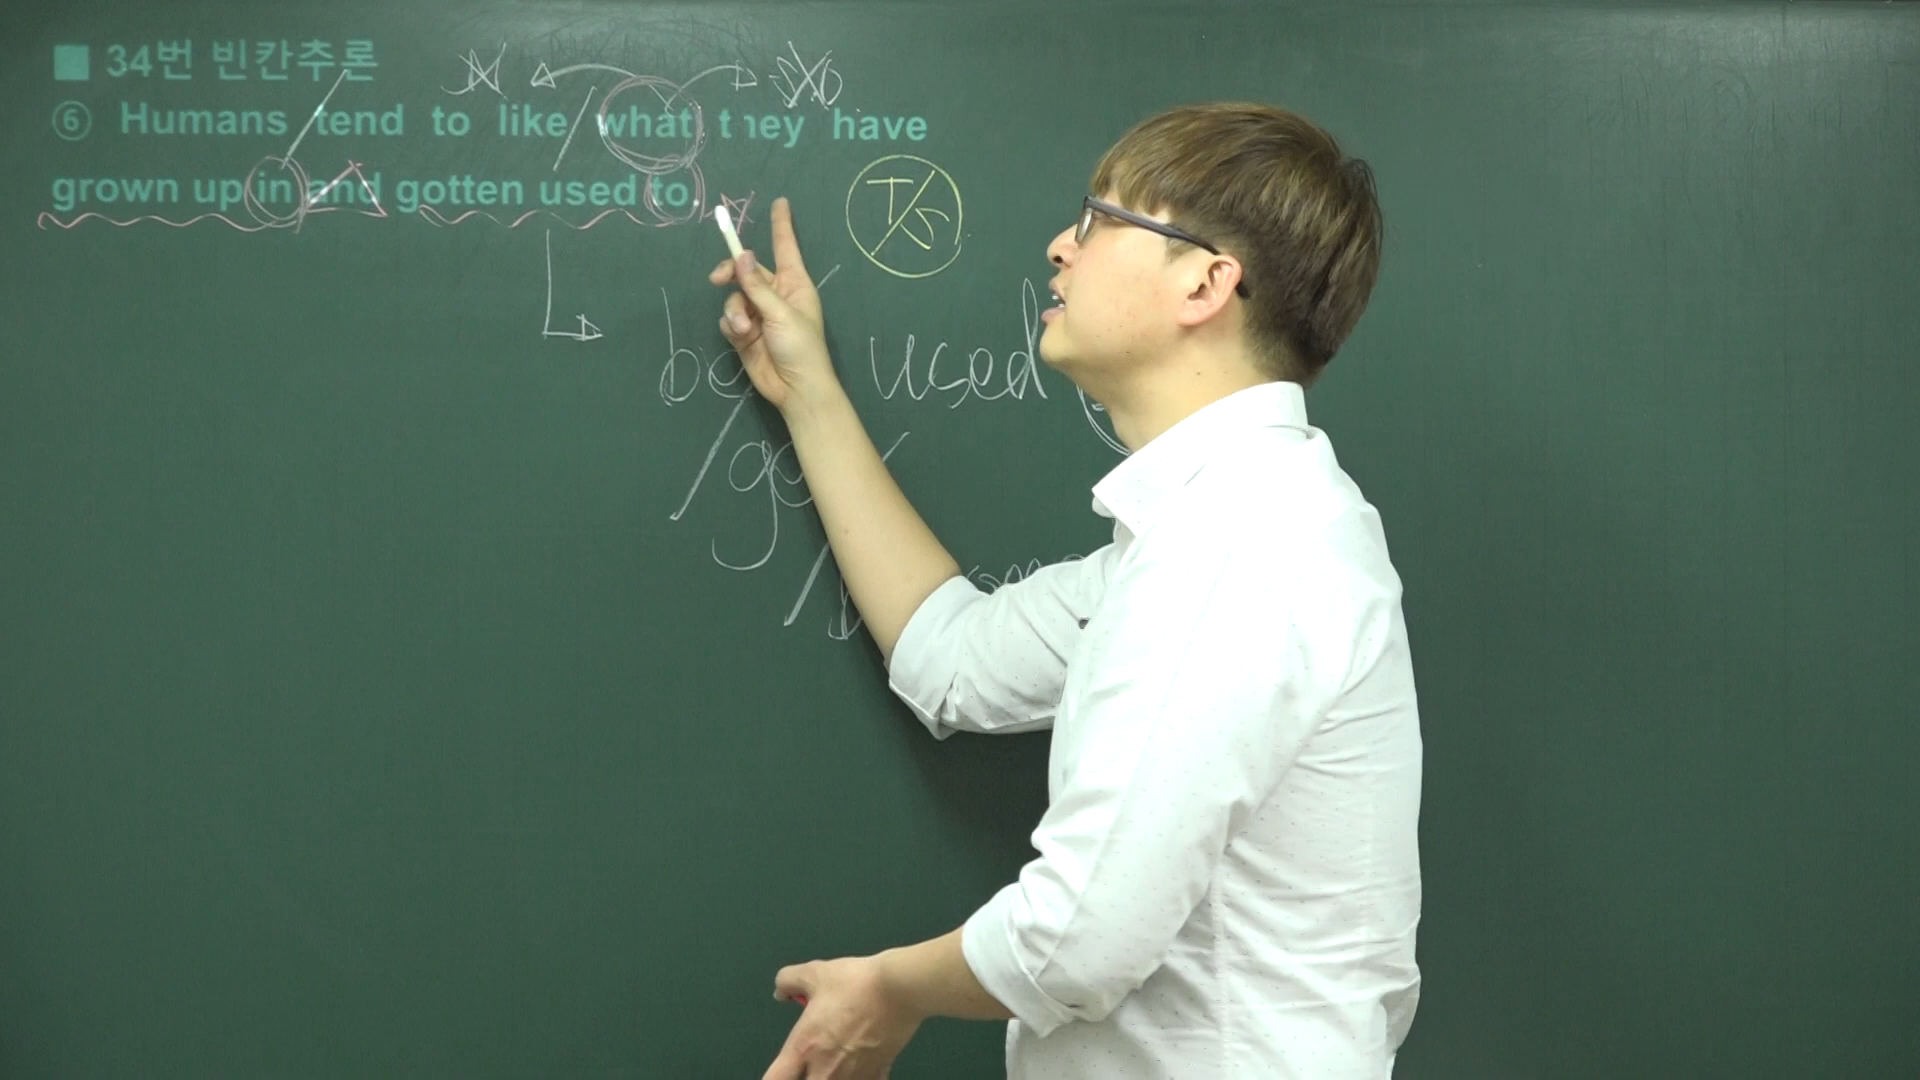 ■ 34번 빈칸추론
N
⑥ Humans tend to like what they have
grown up in and gotten used to.
T/S
be used